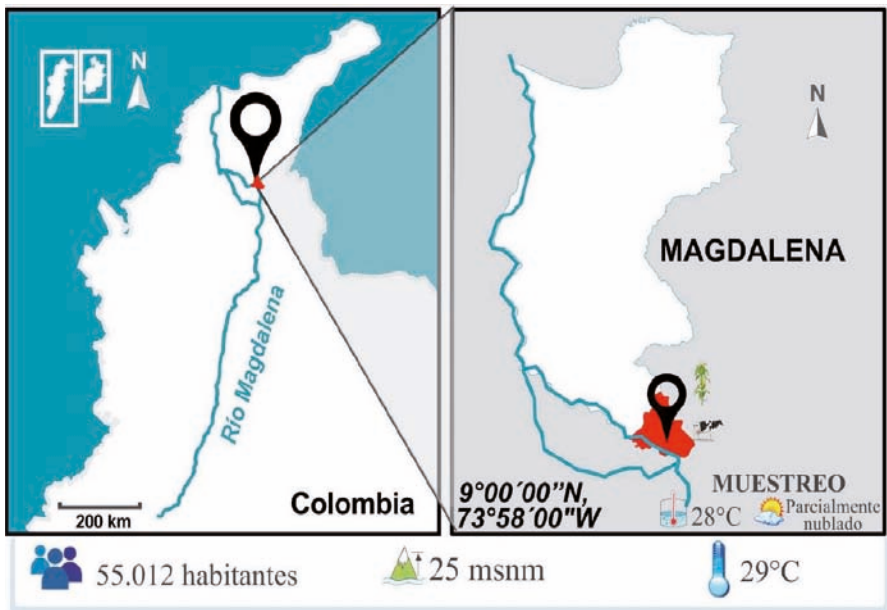 N
Río Magdalena
200 km
Colombia
N
MAGDALENA
9°00´00”N,
73°58´00"W
MUESTREO
28°C
Parcialmente
nublado
55.012 habitantes
25 msnm
29°C